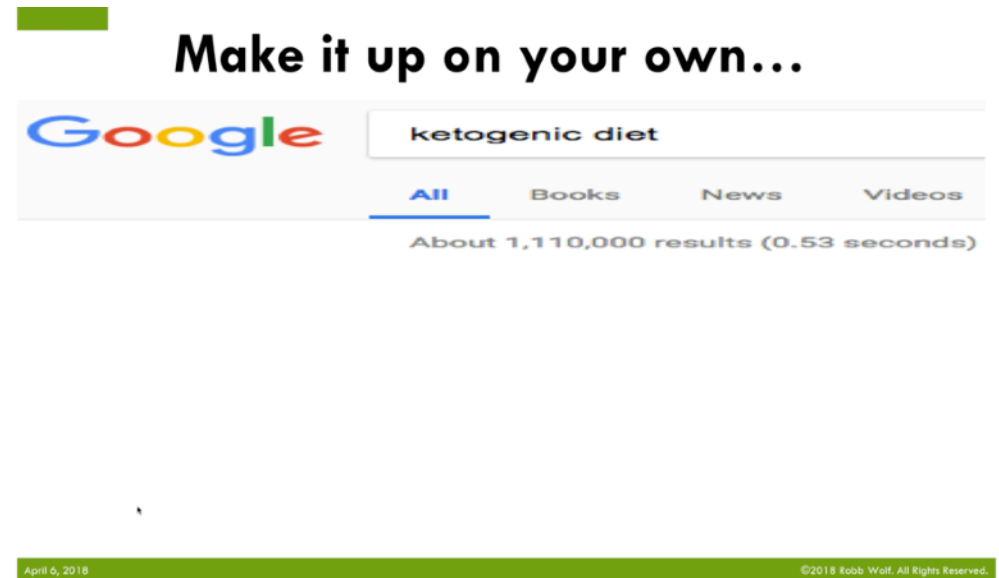 Make it up on your own...
Google
ketogenic diet
All Books News Videos
About 1,110,000 results (0.53 seconds)
April 6, 2018 ©2018 Robb Wolf. All Rights Reserved.